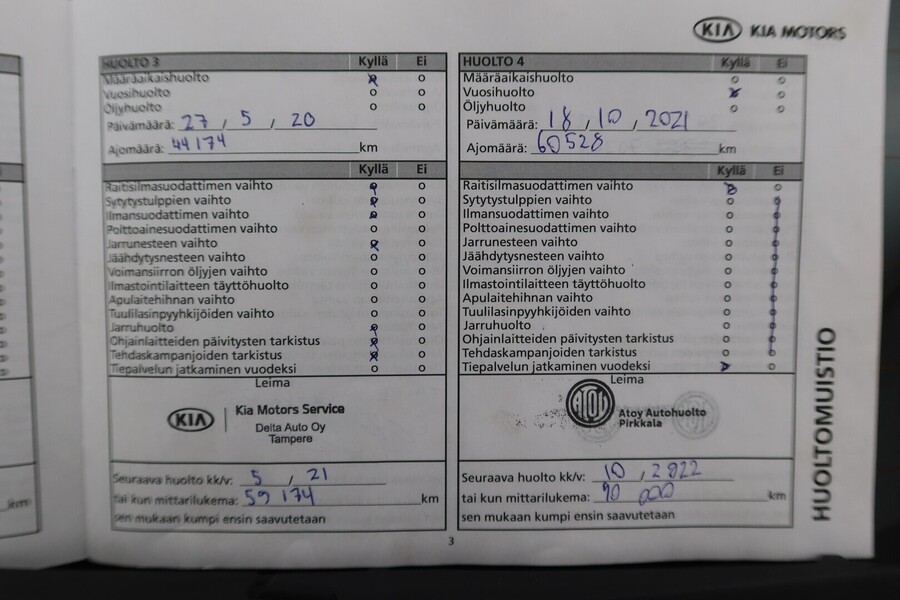 KIA KIA MOTORS
HUOLTO 3 Kyllä Ei
Määräaikaishuolto
Vuosihuolto
Öljyhuolto
Päivämäärä: 27 , 5 , 20
Ajomäärä: 44174 km
Kyllä Ei
Raitisilmasuodattimen vaihto
Sytytystulppien vaihto
Ilmansuodattimen vaihto
Polttoainesuodattimen vaihto
Jarrunesteen vaihto
Jäähdytysnesteen vaihto
Voimansiirron öljyjen vaihto
Ilmastointilaitteen täyttöhuolto
Apulaitehihnan vaihto
Tuulilasinpyyhkijöiden vaihto
Jarruhuolto
Ohjainlaitteiden päivitysten tarkistus
Tehdaskampanjoiden tarkistus
Tiepalvelun jatkaminen vuodeksi
Leima
KIA Kia Motors Service
Delta Auto Oy
Tampere
Seuraava huolto kk/v: 5 , 21
tai kun mittarilukema: 59 174 km
sen mukaan kumpi ensin saavutetaan
HUOLTO 4 Kyllä Ei
Määräaikaishuolto
Vuosihuolto
Öljyhuolto
Päivämäärä: 18 , 10 , 2021
Ajomäärä: 60528 km
Kyllä Ei
Raitisilmasuodattimen vaihto
Sytytystulppien vaihto
Ilmansuodattimen vaihto
Polttoainesuodattimen vaihto
Jarrunesteen vaihto
Jäähdytysnesteen vaihto
Voimansiirron öljyjen vaihto
Ilmastointilaitteen täyttöhuolto
Apulaitehihnan vaihto
Tuulilasinpyyhkijöiden vaihto
Jarruhuolto
Ohjainlaitteiden päivitysten tarkistus
Tehdaskampanjoiden tarkistus
Tiepalvelun jatkaminen vuodeksi
Leima
ATOY Atoy Autohuolto
Pirkkala
Seuraava huolto kk/v: 10 , 2022
tai kun mittarilukema: 90 000 km
sen mukaan kumpi ensin saavutetaan
HUOLTOMUISTIO
3
km